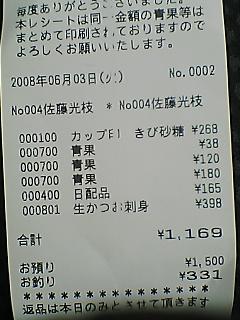 毎度ありがとうございました。
本レシートは同一金額の青果等は
まとめて印刷されておりますので
よろしくお願いいたします。
2008年06月03日(火) No.0002
No004佐藤光枝 * No004佐藤光枝
000100 カップ印 きび砂糖 ¥268
000700 青果 ¥38
000700 青果 ¥120
000700 青果 ¥180
000400 日配品 ¥165
000801 生かつお刺身 ¥398
合計 ¥1,169
お預り ¥1,500
お釣り ¥331
* * * * * * * * * * * * * * *
返品は本日のみとさせて頂きます